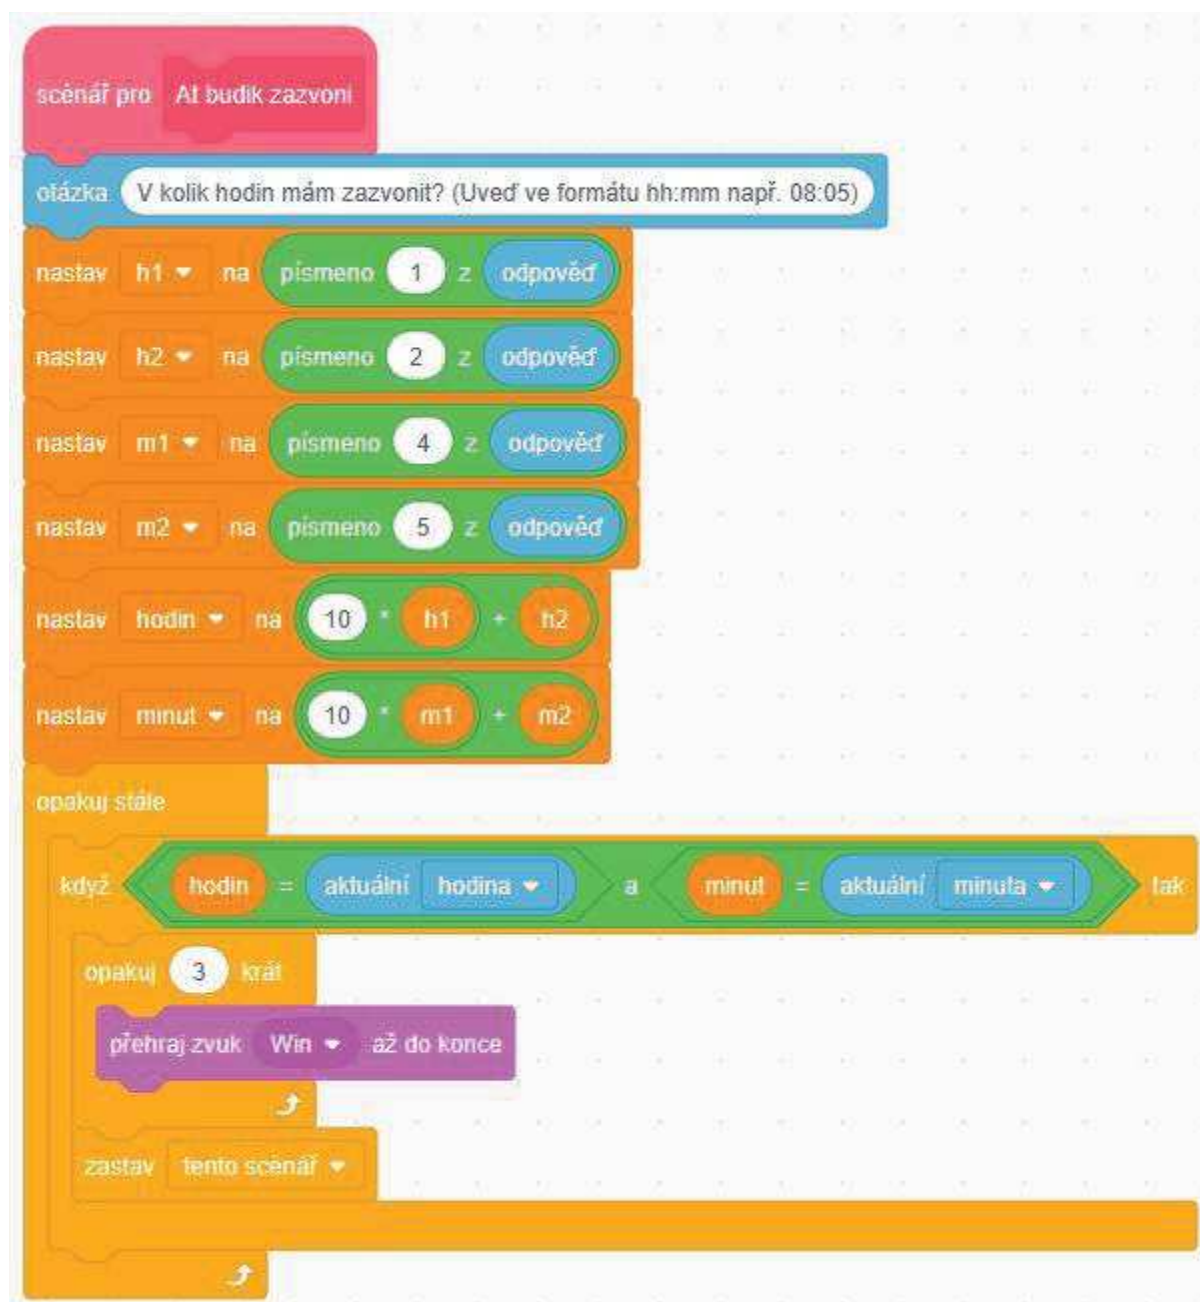 scénář pro At budik zazvoni
otázka V kolik hodin mám zazvonit? (Uveď ve formátu hh:mm např. 08:05)
nastav h1 na písmeno 1 z odpověď
nastav h2 na písmeno 2 z odpověď
nastav m1 na písmeno 4 z odpověď
nastav m2 na písmeno 5 z odpověď
nastav hodin na 10 * h1 + h2
nastav minut na 10 * m1 + m2
opakuj stále
když hodin = aktuální hodina a minut = aktuální minuta tak
opakuj 3 krát
přehraj zvuk Win až do konce
zastav tento scénář